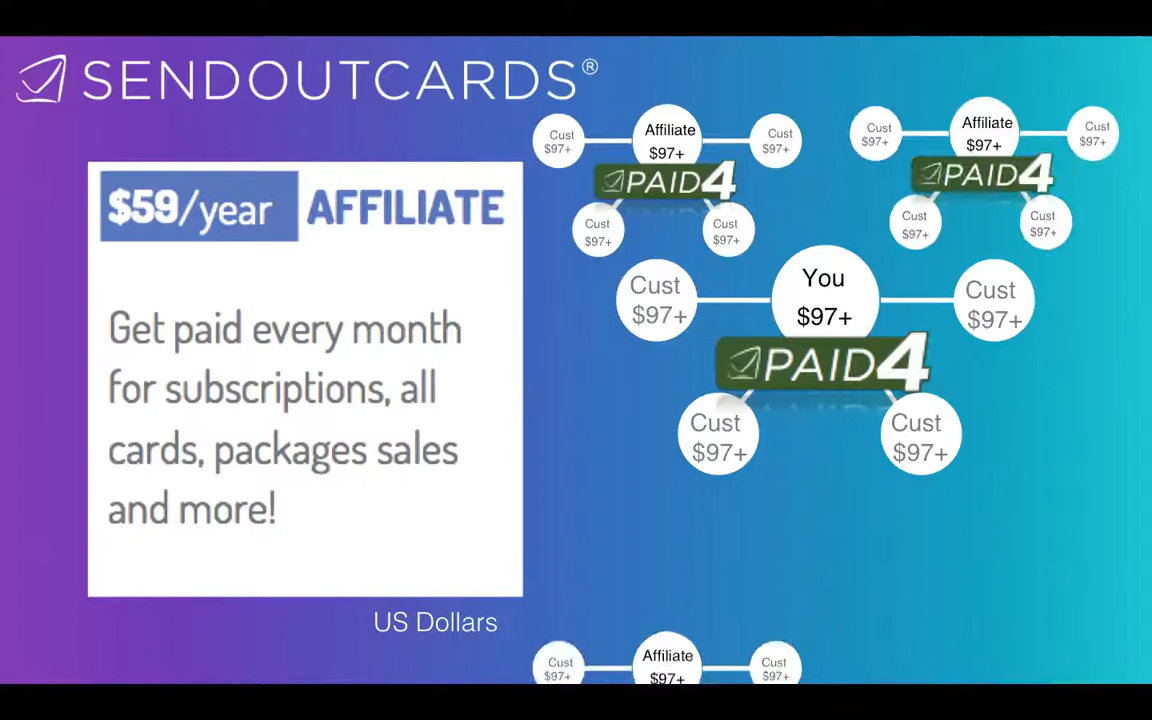 SENDOUTCARDS®
$59/year AFFILIATE
Get paid every month
for subscriptions, all
cards, packages sales
and more!
US Dollars
Cust
$97+
Affiliate
$97+
Cust
$97+
PAID4
Cust
$97+
Cust
$97+
Cust
$97+
Affiliate
$97+
Cust
$97+
PAID4
Cust
$97+
Cust
$97+
Cust
$97+
You
$97+
Cust
$97+
PAID4
Cust
$97+
Cust
$97+
Cust
$97+
Affiliate
$97+
Cust
$97+